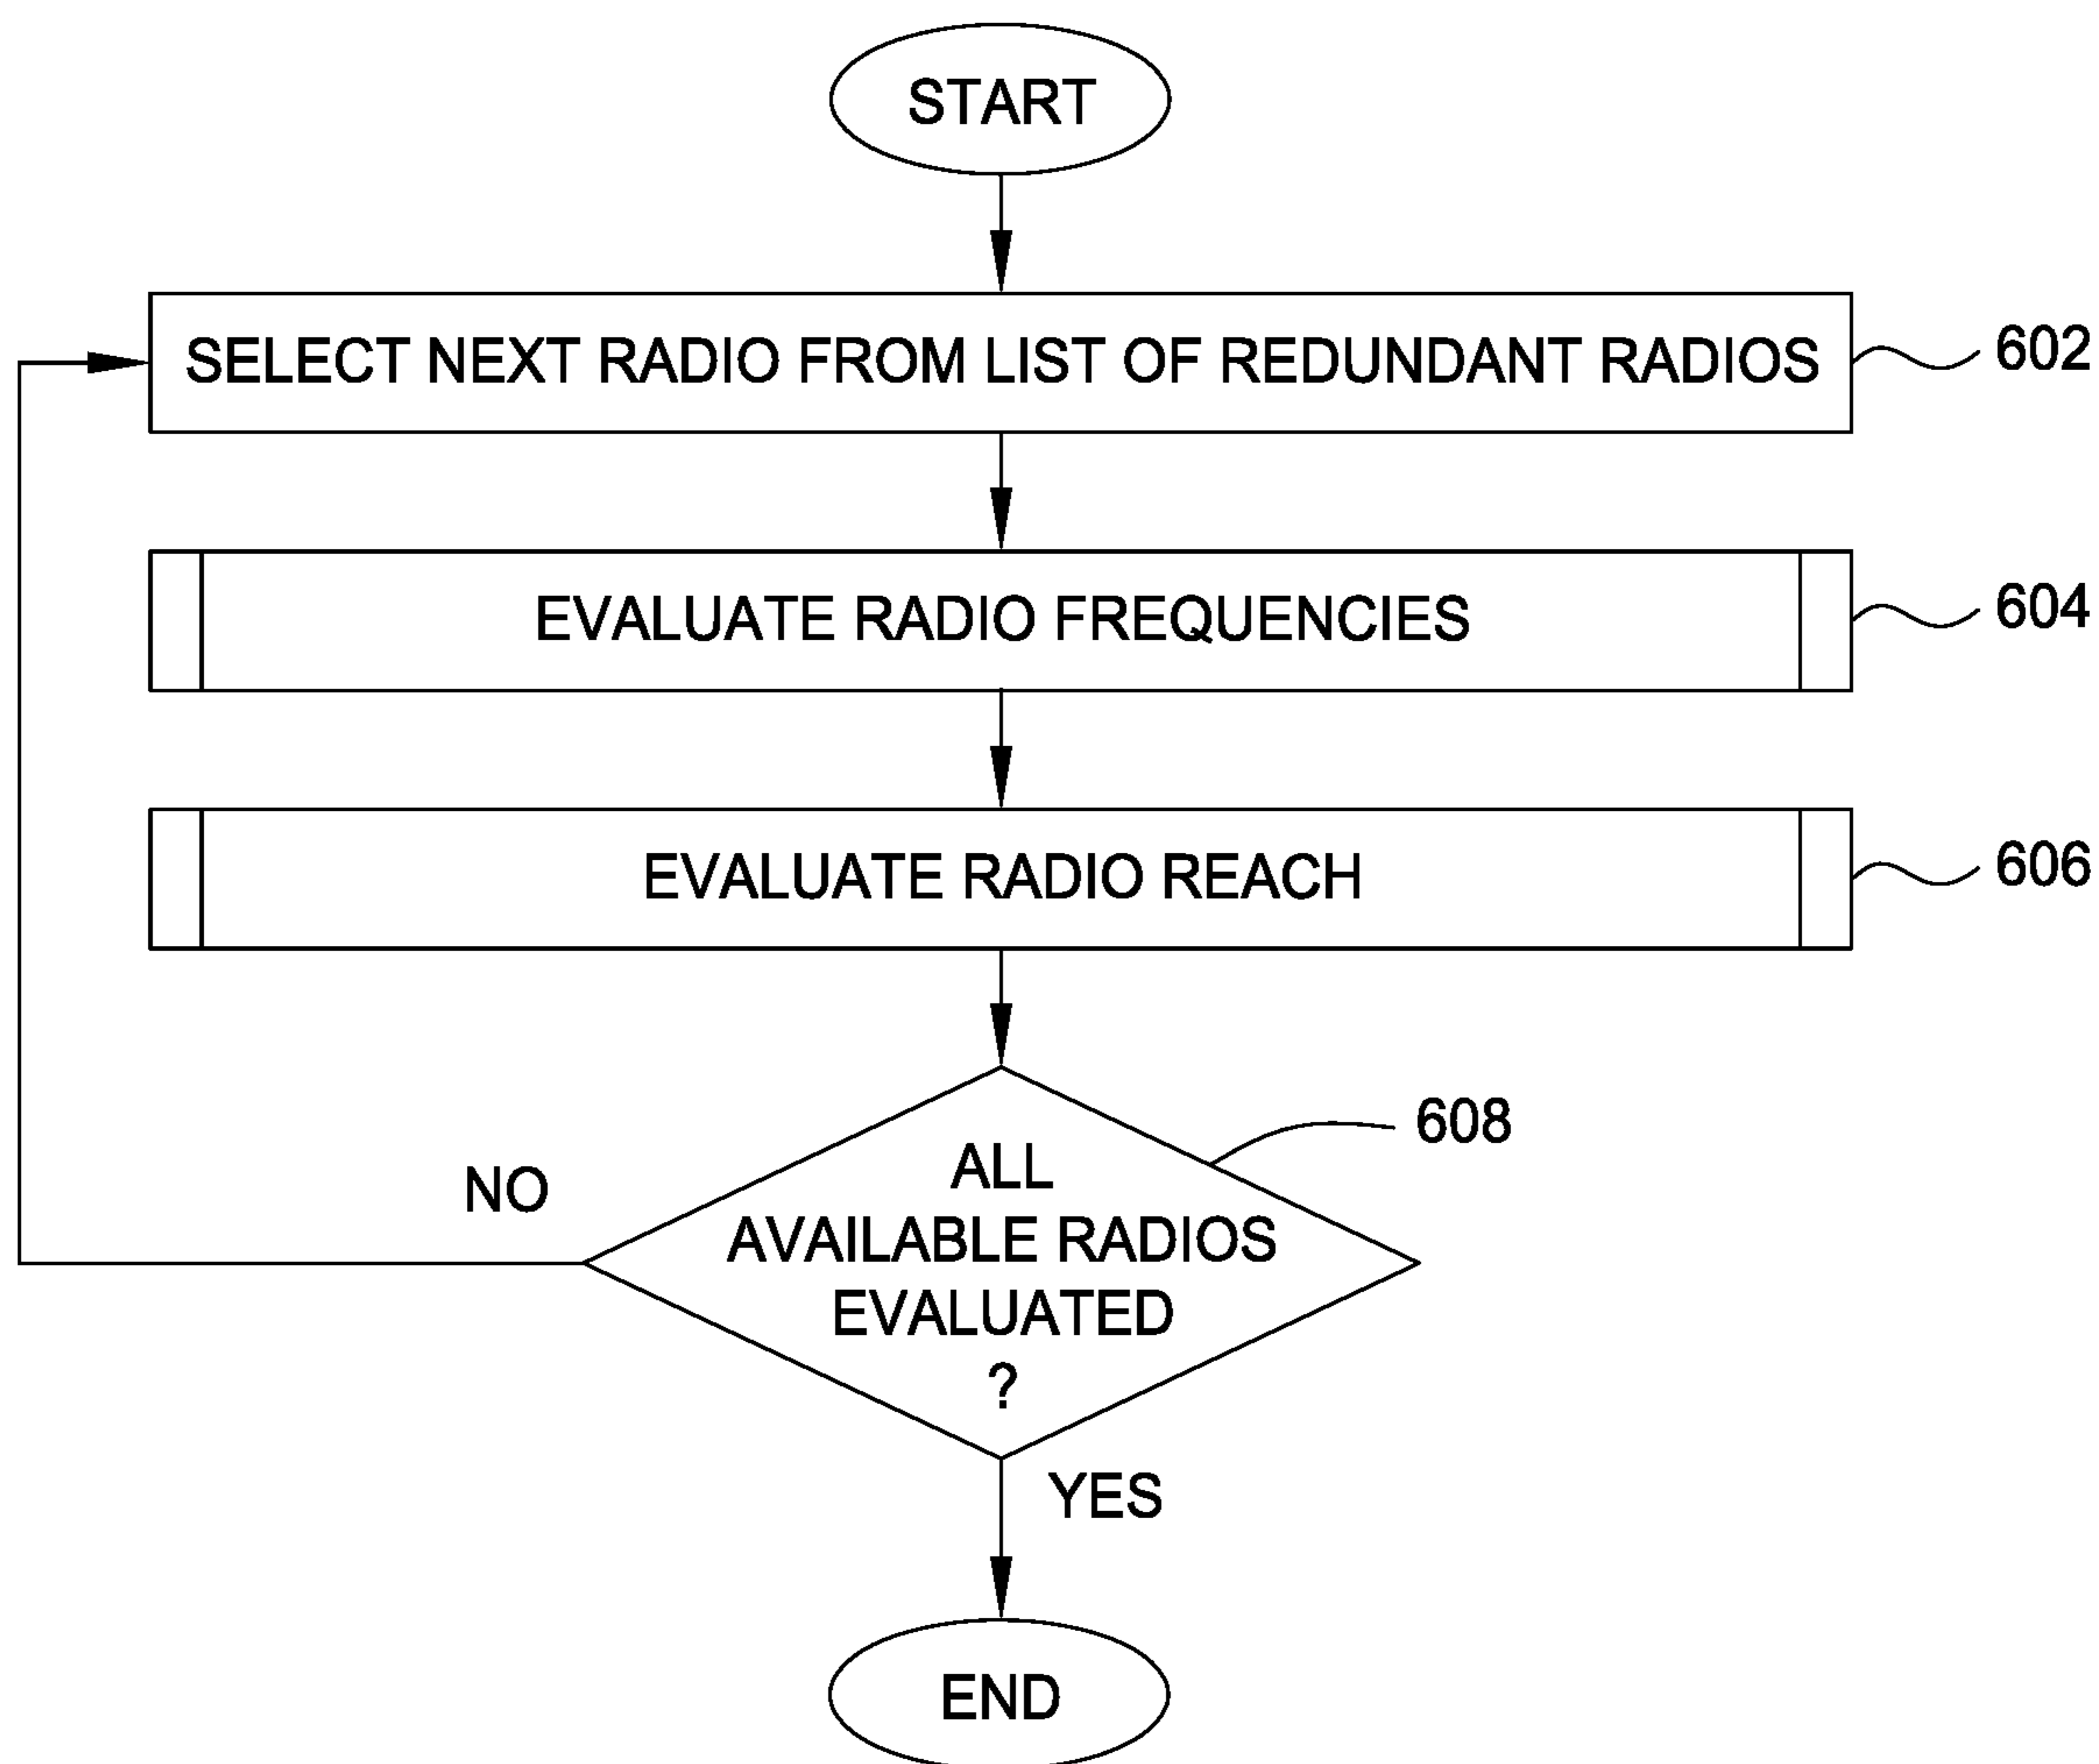 START
SELECT NEXT RADIO FROM LIST OF REDUNDANT RADIOS
602
EVALUATE RADIO FREQUENCIES
604
EVALUATE RADIO REACH
606
608
ALL
AVAILABLE RADIOS
EVALUATED
?
NO
YES
END